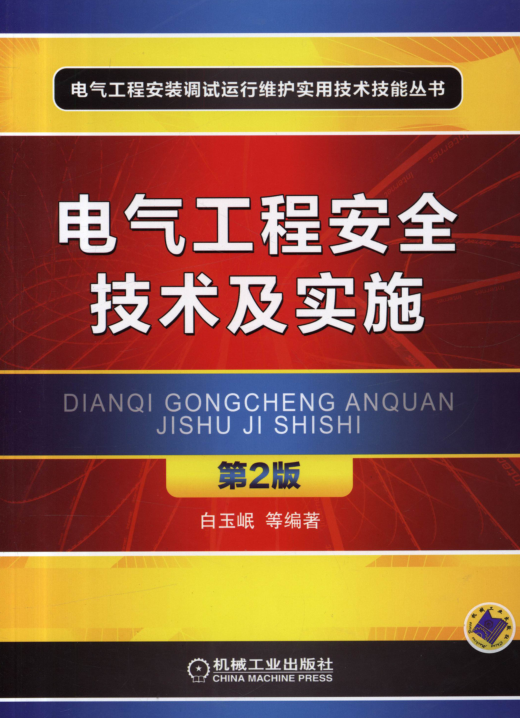 电气工程安装调试运行维护实用技术技能丛书
电气工程安全
技术及实施
DIANQI GONGCHENG ANQUAN
JISHU JI SHISHI
第2版
白玉岷 等编著
机械工业出版社
CHINA MACHINE PRESS